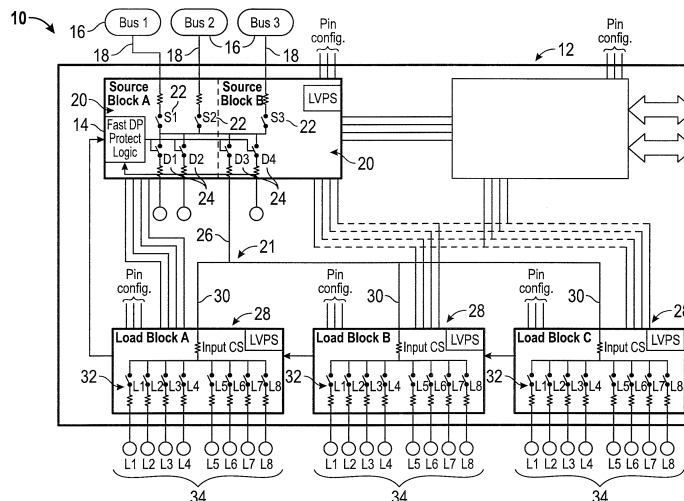 10
Bus 1
Bus 2
Bus 3
16
16
18
18
18
Pin
config.
Pin
config.
12
Source
Block A
Source
Block B
LVPS
22
20
S1
S2
22
S3
22
14
Fast DP
Protect
Logic
D1
D2
D3
D4
20
24
24
26
21
Pin
config.
30
Pin
config.
30
Pin
config.
30
28
28
28
Load Block A
LVPS
Input CS
32
L1
L2
L3
L4
L5
L6
L7
L8
Load Block B
LVPS
Input CS
32
L1
L2
L3
L4
L5
L6
L7
L8
Load Block C
LVPS
Input CS
32
L1
L2
L3
L4
L5
L6
L7
L8
L1
L2
L3
L4
L5
L6
L7
L8
L1
L2
L3
L4
L5
L6
L7
L8
L1
L2
L3
L4
L5
L6
L7
L8
34
34
34